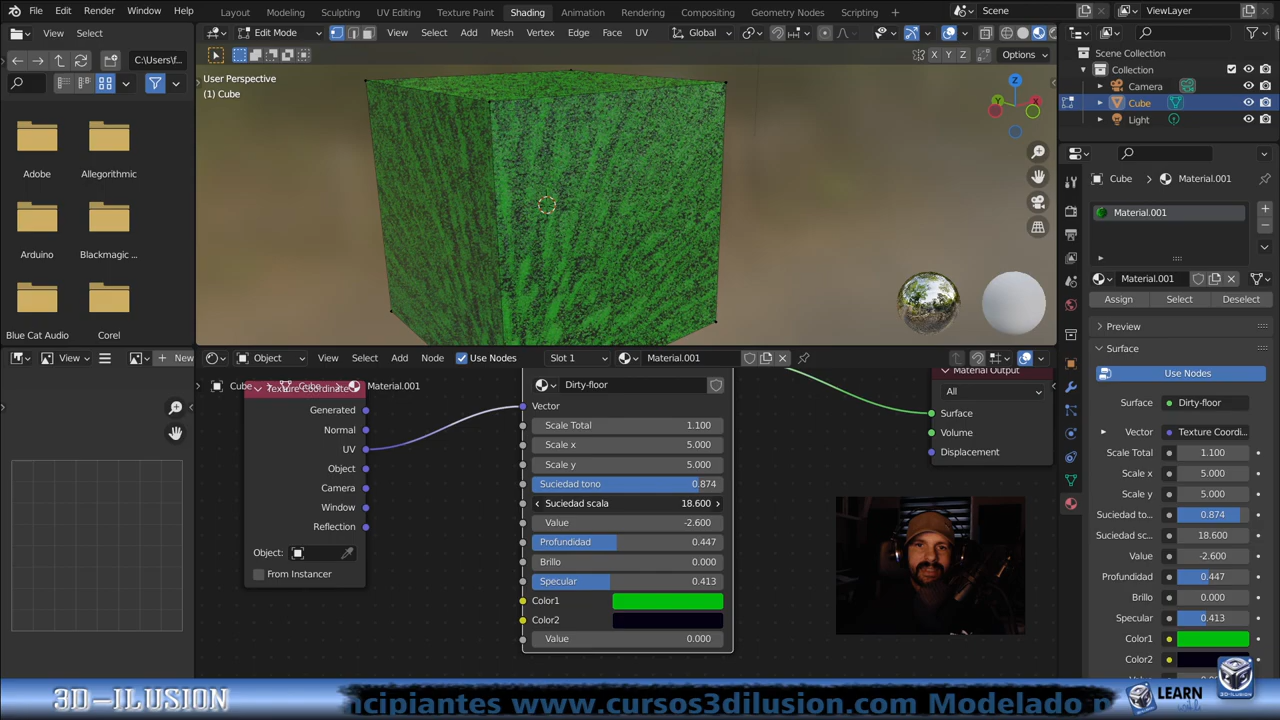 File Edit Render Window Help Layout Modeling Sculpting UV Editing Texture Paint Shading Animation Rendering Compositing Geometry Nodes Scripting Scene ViewLayer
View Select Edit Mode View Select Add Mesh Vertex Edge Face UV Global
C:\Users\f... X Y Z Options
User Perspective
(1) Cube
Adobe Allegorithmic
Arduino Blackmagic ...
Blue Cat Audio Corel
Scene Collection
Collection
Camera
Cube
Light
Cube Material.001
Material.001
Material.001
Assign Select Deselect
Preview
Surface
Use Nodes
Surface: Dirty-floor
Vector: Texture Coordi...
Scale Total 1.100
Scale x 5.000
Scale y 5.000
Suciedad to... 0.874
Suciedad sc... 18.600
Value -2.600
Profundidad 0.447
Brillo 0.000
Specular 0.413
Color1
Color2
View New Object View Select Add Node Use Nodes Slot 1 Material.001
Cube Cube Material.001
Texture Coordinate
Generated
Normal
UV
Object
Camera
Window
Reflection
Object:
From Instancer
Dirty-floor
Vector
Scale Total 1.100
Scale x 5.000
Scale y 5.000
Suciedad tono 0.874
Suciedad scala 18.600
Value -2.600
Profundidad 0.447
Brillo 0.000
Specular 0.413
Color1
Color2
Value 0.000
Material Output
All
Surface
Volume
Displacement
3D-ILUSION ncipiantes www.cursos3dilusion.com Modelado p LEARN
3D-ILUSION